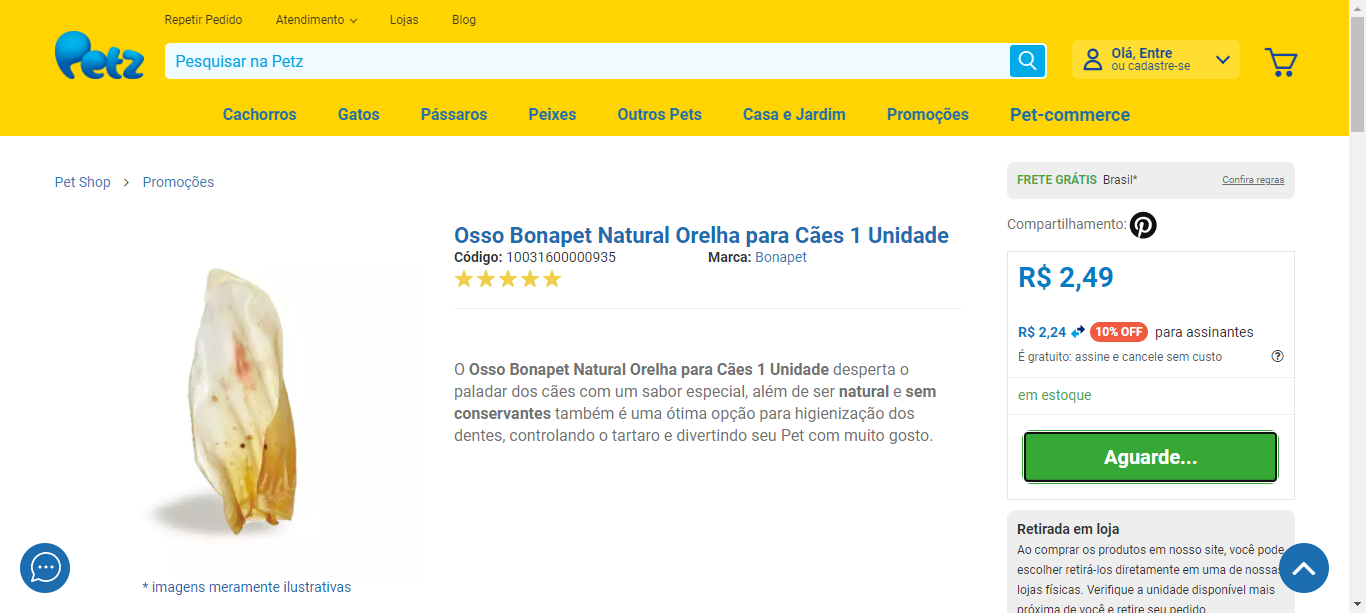 Repetir Pedido Atendimento Lojas Blog
Petz
Pesquisar na Petz
Olá, Entre
ou cadastre-se
Cachorros Gatos Pássaros Peixes Outros Pets Casa e Jardim Promoções Pet-commerce
Pet Shop > Promoções
FRETE GRÁTIS Brasil* Confira regras
Compartilhamento:
Osso Bonapet Natural Orelha para Cães 1 Unidade
Código: 10031600000935 Marca: Bonapet
O Osso Bonapet Natural Orelha para Cães 1 Unidade desperta o
paladar dos cães com um sabor especial, além de ser natural e sem
conservantes também é uma ótima opção para higienização dos
dentes, controlando o tartaro e divertindo seu Pet com muito gosto.
* imagens meramente ilustrativas
R$ 2,49
R$ 2,24 10% OFF para assinantes
É gratuito: assine e cancele sem custo ?
em estoque
Aguarde...
Retirada em loja
Ao comprar os produtos em nosso site, você pode
escolher retirá-los diretamente em uma de nossas
lojas físicas. Verifique a unidade disponível mais
próxima de você e retire seu pedido